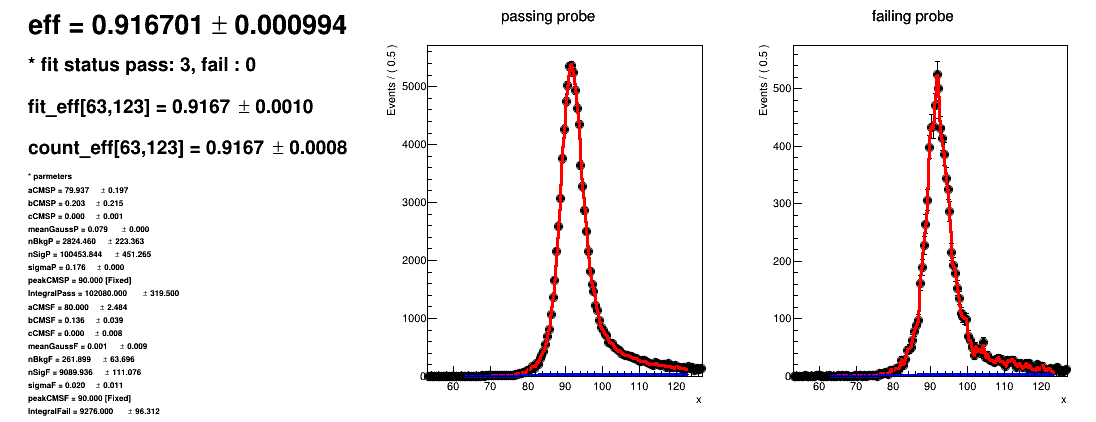 eff = 0.916701 ± 0.000994
* fit status pass: 3, fail : 0
fit_eff[63,123] = 0.9167 ± 0.0010
count_eff[63,123] = 0.9167 ± 0.0008
* parmeters
aCMSP = 79.937 ± 0.197
bCMSP = 0.203 ± 0.215
cCMSP = 0.000 ± 0.001
meanGaussP = 0.079 ± 0.000
nBkgP = 2824.460 ± 223.363
nSigP = 100453.844 ± 451.265
sigmaP = 0.176 ± 0.000
peakCMSP = 90.000 [Fixed]
IntegralPass = 102080.000 ± 319.500
aCMSF = 80.000 ± 2.484
bCMSF = 0.136 ± 0.039
cCMSF = 0.000 ± 0.008
meanGaussF = 0.001 ± 0.009
nBkgF = 261.899 ± 63.696
nSigF = 9089.936 ± 111.076
sigmaF = 0.020 ± 0.011
peakCMSF = 90.000 [Fixed]
IntegralFail = 9276.000 ± 96.312
passing probe
Events / ( 0.5 )
5000
4000
3000
2000
1000
0
60 70 80 90 100 110 120
x
failing probe
Events / ( 0.5 )
500
400
300
200
100
0
60 70 80 90 100 110 120
x